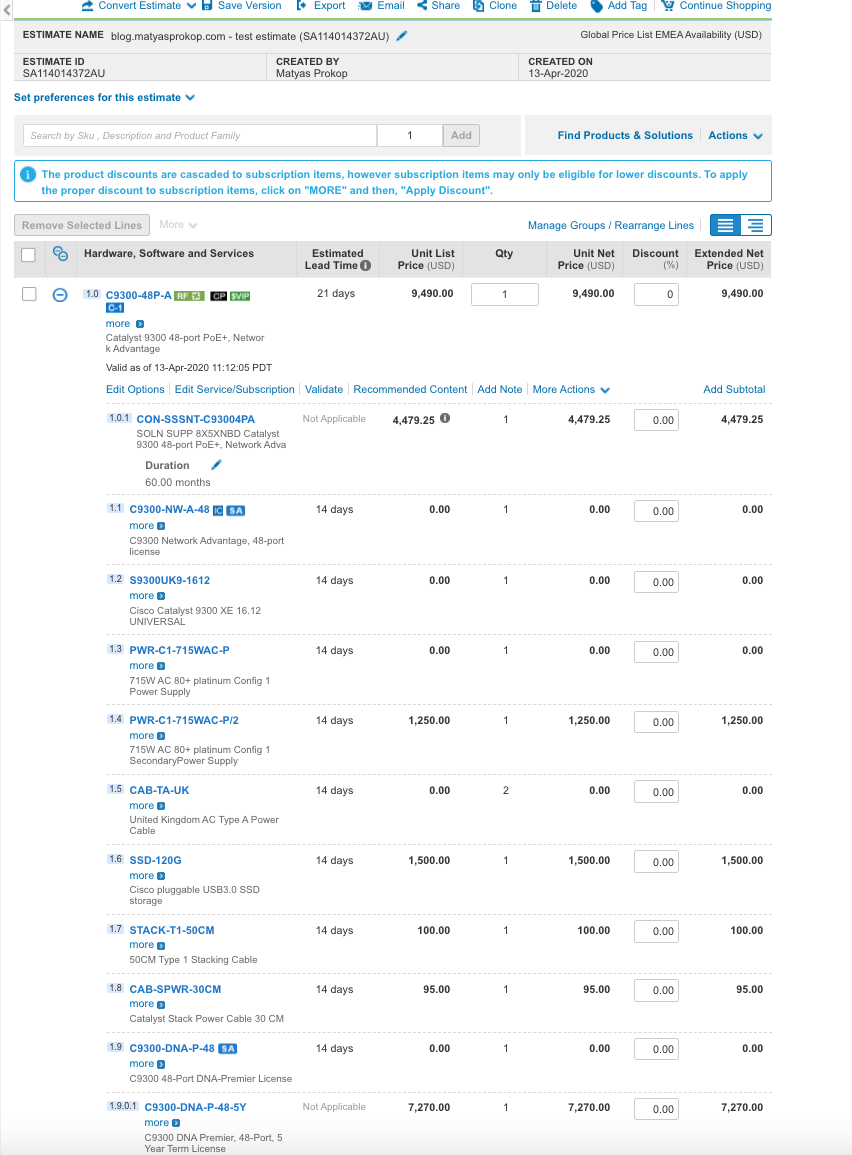 Convert Estimate Save Version Export Email Share Clone Delete Add Tag Continue Shopping
ESTIMATE NAME blog.matyasprokop.com - test estimate (SA114014372AU) Global Price List EMEA Availability (USD)
ESTIMATE ID CREATED BY CREATED ON
SA114014372AU Matyas Prokop 13-Apr-2020
Set preferences for this estimate
Search by Sku , Description and Product Family 1 Add Find Products & Solutions Actions
The product discounts are cascaded to subscription items, however subscription items may only be eligible for lower discounts. To apply
the proper discount to subscription items, click on "MORE" and then, "Apply Discount".
Remove Selected Lines More Manage Groups / Rearrange Lines
Hardware, Software and Services Estimated Unit List Qty Unit Net Discount Extended Net
Lead Time Price (USD) Price (USD) (%) Price (USD)
1.0 C9300-48P-A RF CP $VIP 21 days 9,490.00 1 9,490.00 0 9,490.00
C-1
more
Catalyst 9300 48-port PoE+, Networ
k Advantage
Valid as of 13-Apr-2020 11:12:05 PDT
Edit Options Edit Service/Subscription Validate Recommended Content Add Note More Actions Add Subtotal
1.0.1 CON-SSSNT-C93004PA Not Applicable 4,479.25 1 4,479.25 0.00 4,479.25
SOLN SUPP 8X5XNBD Catalyst
9300 48-port PoE+, Network Adva
Duration
60.00 months
1.1 C9300-NW-A-48 IC SA 14 days 0.00 1 0.00 0.00 0.00
more
C9300 Network Advantage, 48-port
license
1.2 S9300UK9-1612 14 days 0.00 1 0.00 0.00 0.00
more
Cisco Catalyst 9300 XE 16.12
UNIVERSAL
1.3 PWR-C1-715WAC-P 14 days 0.00 1 0.00 0.00 0.00
more
715W AC 80+ platinum Config 1
Power Supply
1.4 PWR-C1-715WAC-P/2 14 days 1,250.00 1 1,250.00 0.00 1,250.00
more
715W AC 80+ platinum Config 1
SecondaryPower Supply
1.5 CAB-TA-UK 14 days 0.00 2 0.00 0.00 0.00
more
United Kingdom AC Type A Power
Cable
1.6 SSD-120G 14 days 1,500.00 1 1,500.00 0.00 1,500.00
more
Cisco pluggable USB3.0 SSD
storage
1.7 STACK-T1-50CM 14 days 100.00 1 100.00 0.00 100.00
more
50CM Type 1 Stacking Cable
1.8 CAB-SPWR-30CM 14 days 95.00 1 95.00 0.00 95.00
more
Catalyst Stack Power Cable 30 CM
1.9 C9300-DNA-P-48 SA 14 days 0.00 1 0.00 0.00 0.00
more
C9300 48-Port DNA-Premier License
1.9.0.1 C9300-DNA-P-48-5Y Not Applicable 7,270.00 1 7,270.00 0.00 7,270.00
more
C9300 DNA Premier, 48-Port, 5
Year Term License